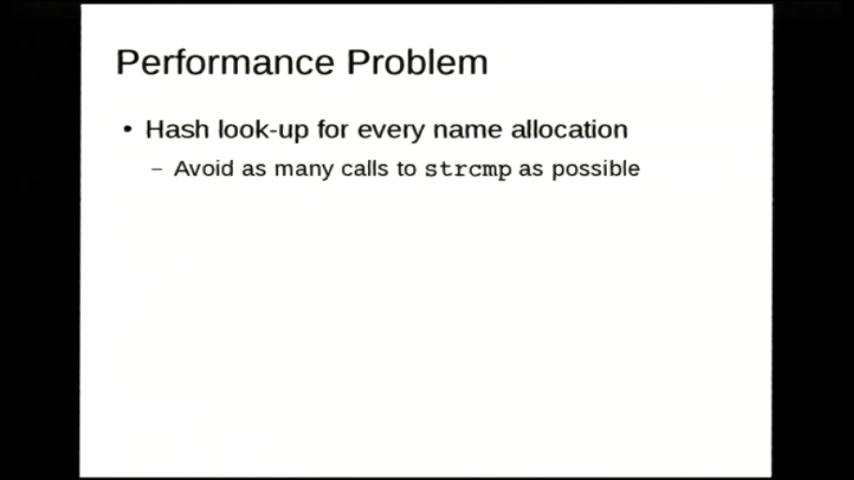 Performance Problem
• Hash look-up for every name allocation
– Avoid as many calls to strcmp as possible